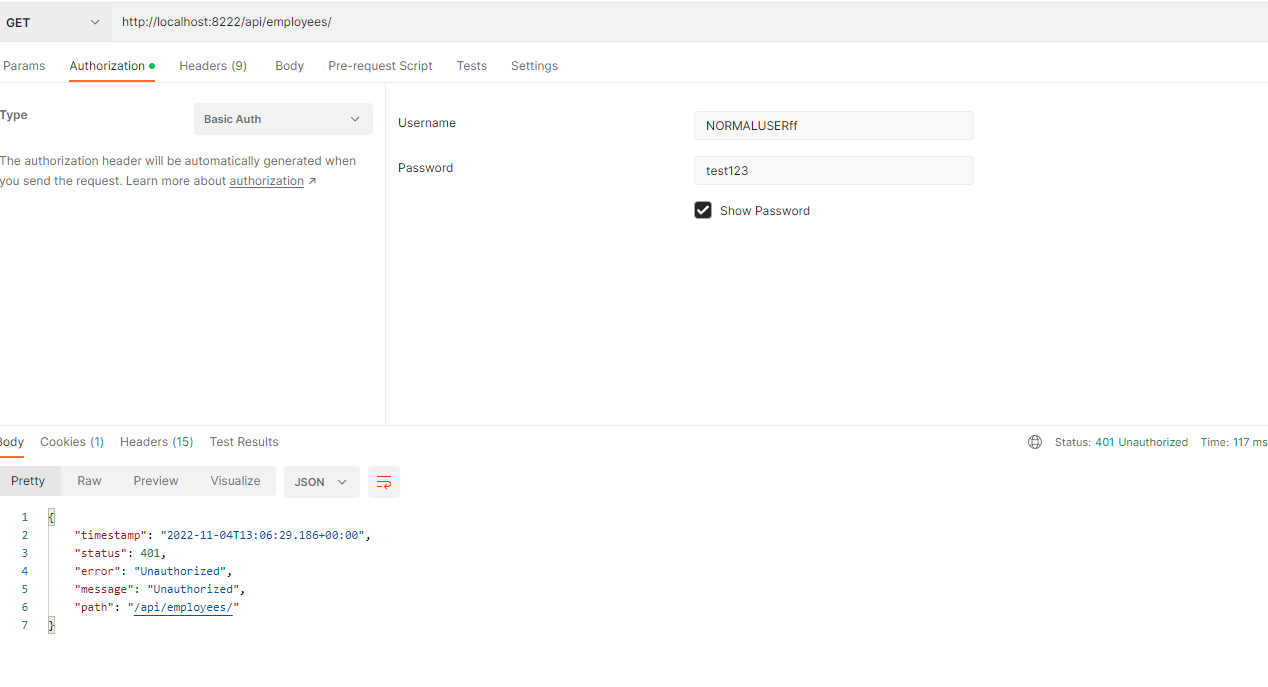 GET http://localhost:8222/api/employees/
Params Authorization Headers (9) Body Pre-request Script Tests Settings
Type Basic Auth
The authorization header will be automatically generated when
you send the request. Learn more about authorization ↗
Username NORMALUSERff
Password test123
Show Password
Body Cookies (1) Headers (15) Test Results Status: 401 Unauthorized Time: 117 ms
Pretty Raw Preview Visualize JSON
1 {
2 "timestamp": "2022-11-04T13:06:29.186+00:00",
3 "status": 401,
4 "error": "Unauthorized",
5 "message": "Unauthorized",
6 "path": "/api/employees/"
7 }